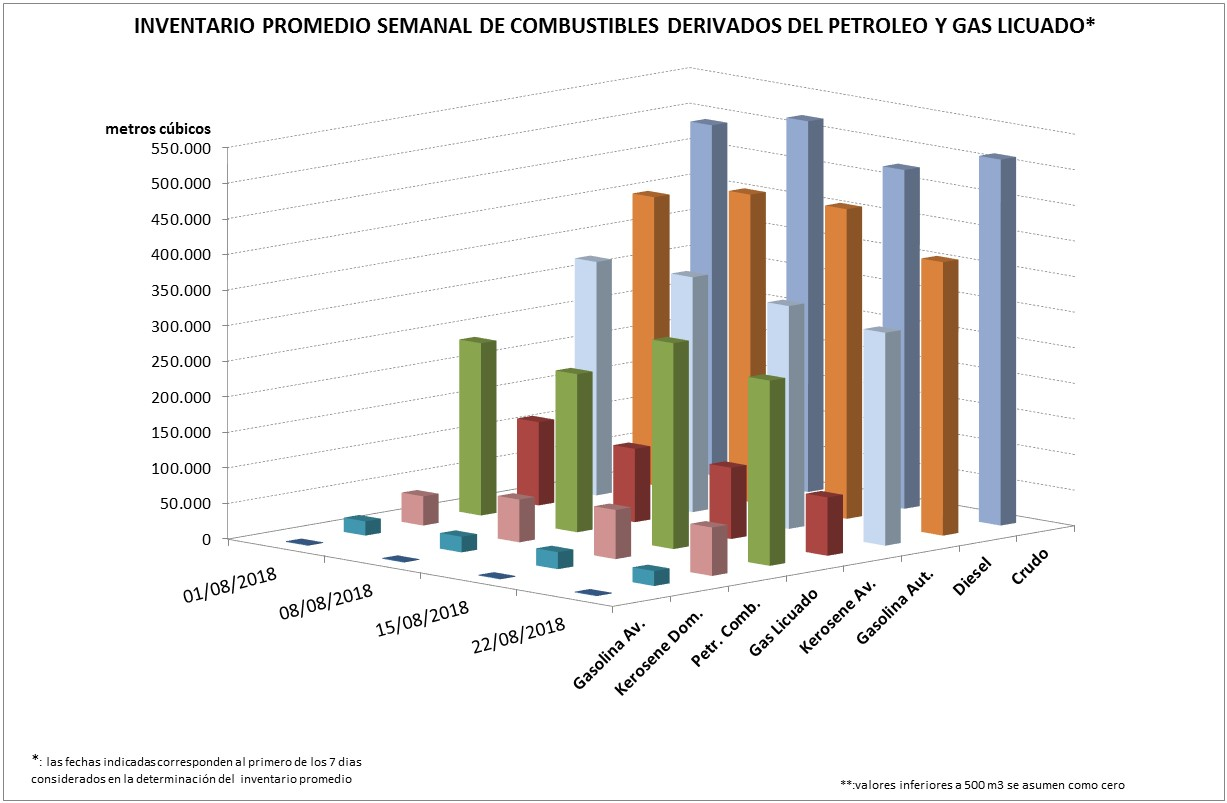 INVENTARIO PROMEDIO SEMANAL DE COMBUSTIBLES DERIVADOS DEL PETROLEO Y GAS LICUADO*
metros cúbicos
550.000
500.000
450.000
400.000
350.000
300.000
250.000
200.000
150.000
100.000
50.000
0
01/08/2018
08/08/2018
15/08/2018
22/08/2018
Gasolina Av.
Kerosene Dom.
Petr. Comb.
Gas Licuado
Kerosene Av.
Gasolina Aut.
Diesel
Crudo
*: las fechas indicadas corresponden al primero de los 7 dias
considerados en la determinación del inventario promedio
**:valores inferiores a 500 m3 se asumen como cero